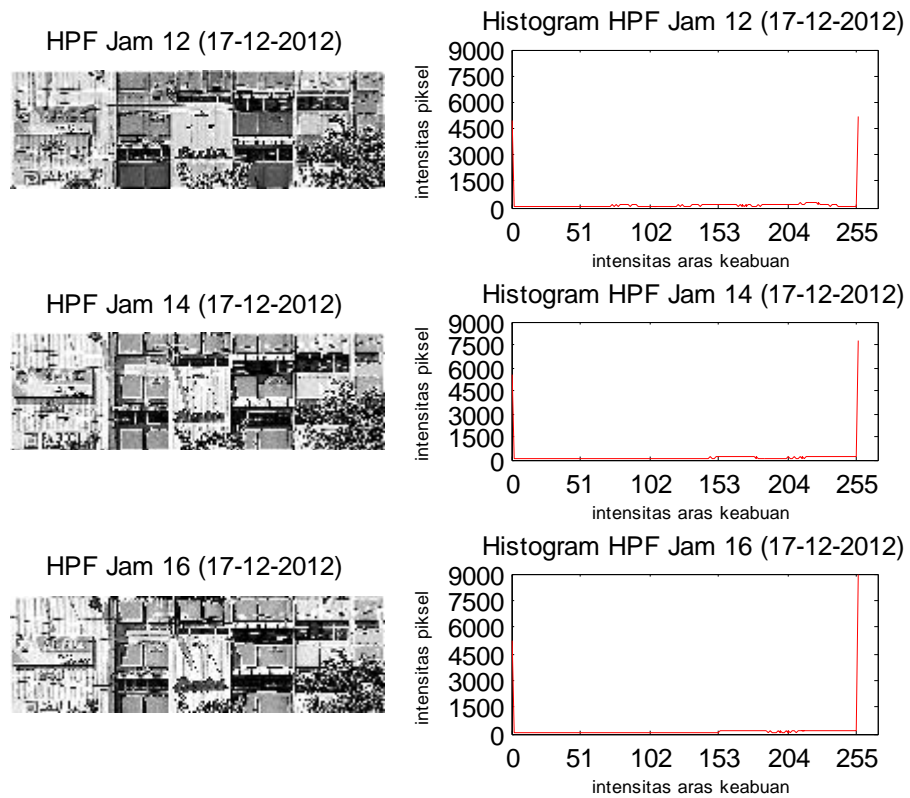 HPF Jam 12 (17-12-2012)
Histogram HPF Jam 12 (17-12-2012)
intensitas piksel
9000
7500
6000
4500
3000
1500
0
0 51 102 153 204 255
intensitas aras keabuan
HPF Jam 14 (17-12-2012)
Histogram HPF Jam 14 (17-12-2012)
intensitas piksel
9000
7500
6000
4500
3000
1500
0
0 51 102 153 204 255
intensitas aras keabuan
HPF Jam 16 (17-12-2012)
Histogram HPF Jam 16 (17-12-2012)
intensitas piksel
9000
7500
6000
4500
3000
1500
0
0 51 102 153 204 255
intensitas aras keabuan